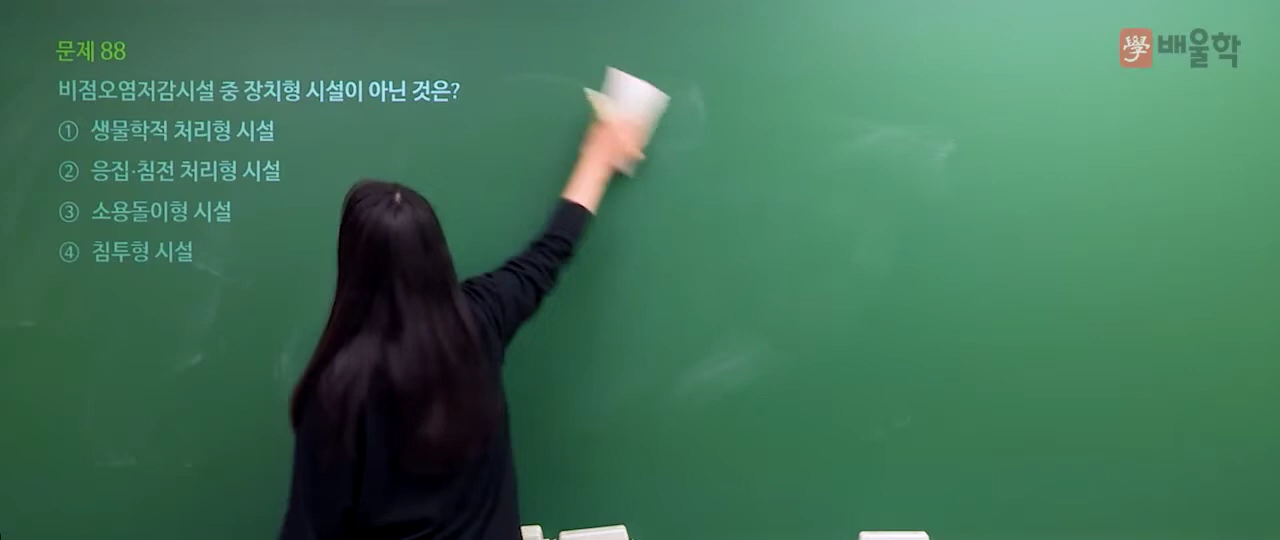 문제 88
學 배울학
비점오염저감시설 중 장치형 시설이 아닌 것은?
① 생물학적 처리형 시설
② 응집·침전 처리형 시설
③ 소용돌이형 시설
④ 침투형 시설